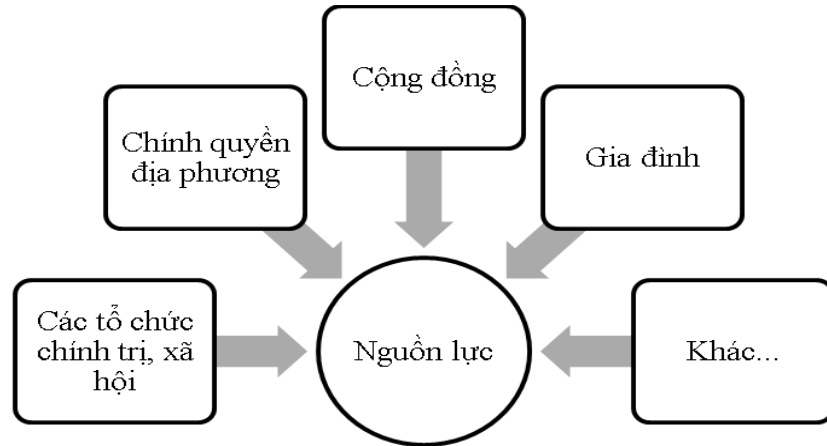 Cộng đồng
Chính quyền
địa phương
Gia đình
Các tổ chức
chính trị, xã
hội
Nguồn lực
Khác...